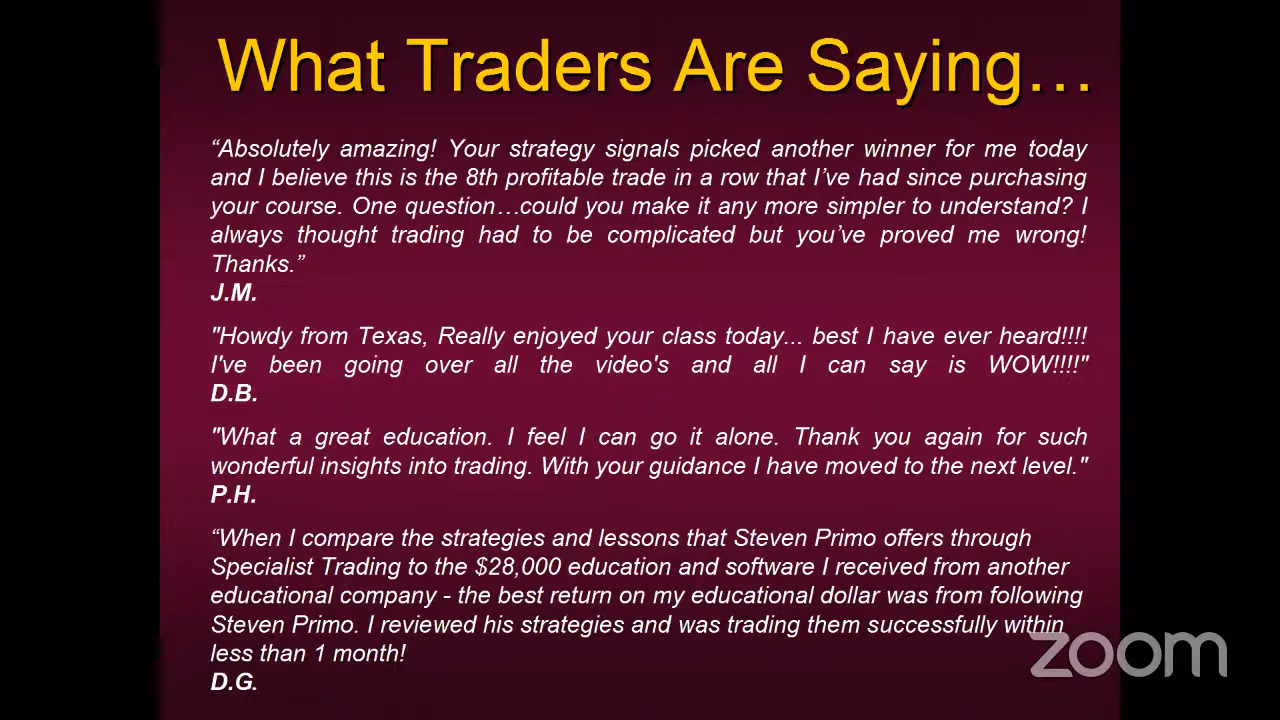 What Traders Are Saying…
“Absolutely amazing! Your strategy signals picked another winner for me today
and I believe this is the 8th profitable trade in a row that I’ve had since purchasing
your course. One question…could you make it any more simpler to understand? I
always thought trading had to be complicated but you’ve proved me wrong!
Thanks.”
J.M.
"Howdy from Texas, Really enjoyed your class today... best I have ever heard!!!!
I've been going over all the video's and all I can say is WOW!!!!"
D.B.
"What a great education. I feel I can go it alone. Thank you again for such
wonderful insights into trading. With your guidance I have moved to the next level."
P.H.
“When I compare the strategies and lessons that Steven Primo offers through
Specialist Trading to the $28,000 education and software I received from another
educational company - the best return on my educational dollar was from following
Steven Primo. I reviewed his strategies and was trading them successfully within
less than 1 month!
D.G.
zoom